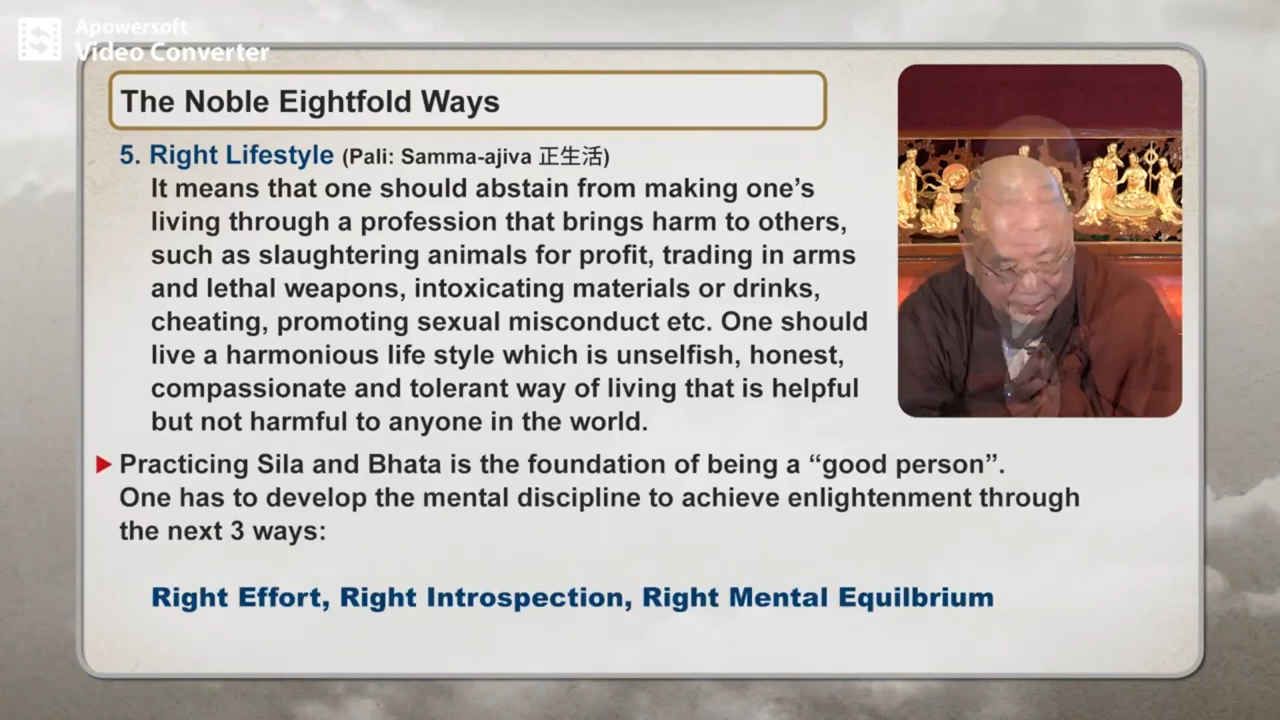 Apowersoft
Video Converter
The Noble Eightfold Ways
5. Right Lifestyle (Pali: Samma-ajiva 正生活)
It means that one should abstain from making one’s
living through a profession that brings harm to others,
such as slaughtering animals for profit, trading in arms
and lethal weapons, intoxicating materials or drinks,
cheating, promoting sexual misconduct etc. One should
live a harmonious life style which is unselfish, honest,
compassionate and tolerant way of living that is helpful
but not harmful to anyone in the world.
Practicing Sila and Bhata is the foundation of being a “good person”.
One has to develop the mental discipline to achieve enlightenment through
the next 3 ways:
Right Effort, Right Introspection, Right Mental Equilbrium